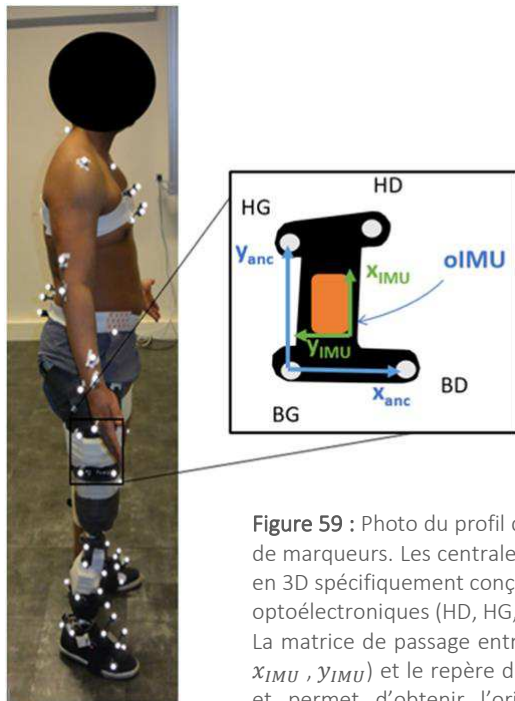 HD
HG
y_anc
x_IMU
oIMU
y_IMU
x_anc
BD
BG
Figure 59 : Photo du profil d
de marqueurs. Les centrale
en 3D spécifiquement conç
optoélectroniques (HD, HG,
La matrice de passage entr
x_IMU , y_IMU) et le repère d
et permet d'obtenir l'ori